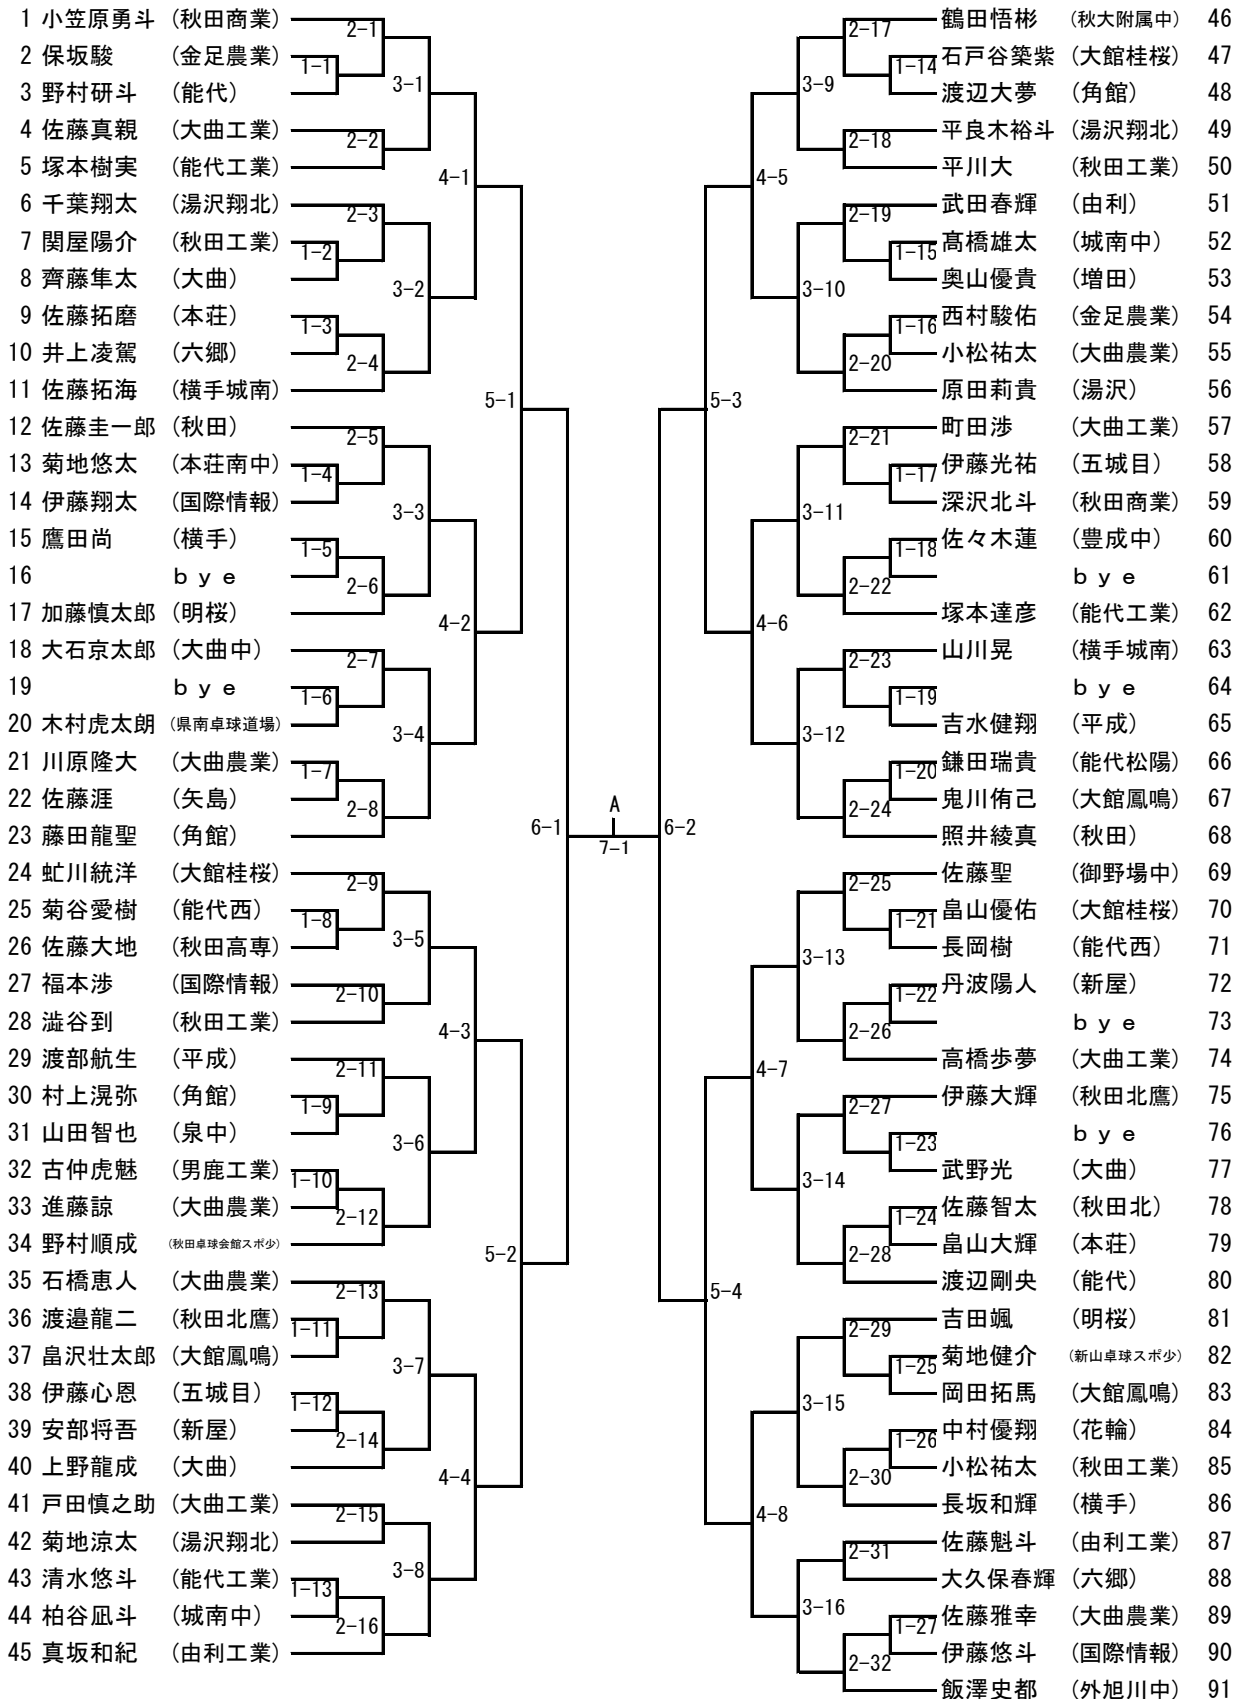 1 小笠原勇斗 (秋田商業)
2 保坂駿 (金足農業)
3 野村研斗 (能代)
4 佐藤真親 (大曲工業)
5 塚本樹実 (能代工業)
6 千葉翔太 (湯沢翔北)
7 関屋陽介 (秋田工業)
8 齊藤隼太 (大曲)
9 佐藤拓磨 (本荘)
10 井上凌駕 (六郷)
11 佐藤拓海 (横手城南)
12 佐藤圭一郎 (秋田)
13 菊地悠太 (本荘南中)
14 伊藤翔太 (国際情報)
15 鷹田尚 (横手)
16 bye
17 加藤慎太郎 (明桜)
18 大石京太郎 (大曲中)
19 bye
20 木村虎太朗 (県南卓球道場)
21 川原隆大 (大曲農業)
22 佐藤涯 (矢島)
23 藤田龍聖 (角館)
24 虻川統洋 (大館桂桜)
25 菊谷愛樹 (能代西)
26 佐藤大地 (秋田高専)
27 福本渉 (国際情報)
28 澁谷到 (秋田工業)
29 渡部航生 (平成)
30 村上滉弥 (角館)
31 山田智也 (泉中)
32 古仲虎魅 (男鹿工業)
33 進藤諒 (大曲農業)
34 野村順成 (秋田卓球会館スポ少)
35 石橋恵人 (大曲農業)
36 渡邉龍二 (秋田北鷹)
37 畠沢壮太郎 (大館鳳鳴)
38 伊藤心恩 (五城目)
39 安部将吾 (新屋)
40 上野龍成 (大曲)
41 戸田慎之助 (大曲工業)
42 菊地涼太 (湯沢翔北)
43 清水悠斗 (能代工業)
44 柏谷凪斗 (城南中)
45 真坂和紀 (由利工業)
1-1
1-2
1-3
1-4
1-5
1-6
1-7
1-8
1-9
1-10
1-11
1-12
1-13
2-1
2-2
2-3
2-4
2-5
2-6
2-7
2-8
2-9
2-10
2-11
2-12
2-13
2-14
2-15
2-16
3-1
3-2
3-3
3-4
3-5
3-6
3-7
3-8
4-1
4-2
4-3
4-4
5-1
5-2
6-1
A
7-1
6-2
5-3
5-4
4-5
4-6
4-7
4-8
3-9
3-10
3-11
3-12
3-13
3-14
3-15
3-16
2-17
2-18
2-19
2-20
2-21
2-22
2-23
2-24
2-25
2-26
2-27
2-28
2-29
2-30
2-31
2-32
1-14
1-15
1-16
1-17
1-18
1-19
1-20
1-21
1-22
1-23
1-24
1-25
1-26
1-27
鶴田悟彬 (秋大附属中) 46
石戸谷築紫 (大館桂桜) 47
渡辺大夢 (角館) 48
平良木裕斗 (湯沢翔北) 49
平川大 (秋田工業) 50
武田春輝 (由利) 51
髙橋雄太 (城南中) 52
奥山優貴 (増田) 53
西村駿佑 (金足農業) 54
小松祐太 (大曲農業) 55
原田莉貴 (湯沢) 56
町田渉 (大曲工業) 57
伊藤光祐 (五城目) 58
深沢北斗 (秋田商業) 59
佐々木蓮 (豊成中) 60
bye 61
塚本達彦 (能代工業) 62
山川晃 (横手城南) 63
bye 64
吉水健翔 (平成) 65
鎌田瑞貴 (能代松陽) 66
鬼川侑己 (大館鳳鳴) 67
照井綾真 (秋田) 68
佐藤聖 (御野場中) 69
畠山優佑 (大館桂桜) 70
長岡樹 (能代西) 71
丹波陽人 (新屋) 72
bye 73
高橋歩夢 (大曲工業) 74
伊藤大輝 (秋田北鷹) 75
bye 76
武野光 (大曲) 77
佐藤智太 (秋田北) 78
畠山大輝 (本荘) 79
渡辺剛央 (能代) 80
吉田颯 (明桜) 81
菊地健介 (新山卓球スポ少) 82
岡田拓馬 (大館鳳鳴) 83
中村優翔 (花輪) 84
小松祐太 (秋田工業) 85
長坂和輝 (横手) 86
佐藤魁斗 (由利工業) 87
大久保春輝 (六郷) 88
佐藤雅幸 (大曲農業) 89
伊藤悠斗 (国際情報) 90
飯澤史都 (外旭川中) 91